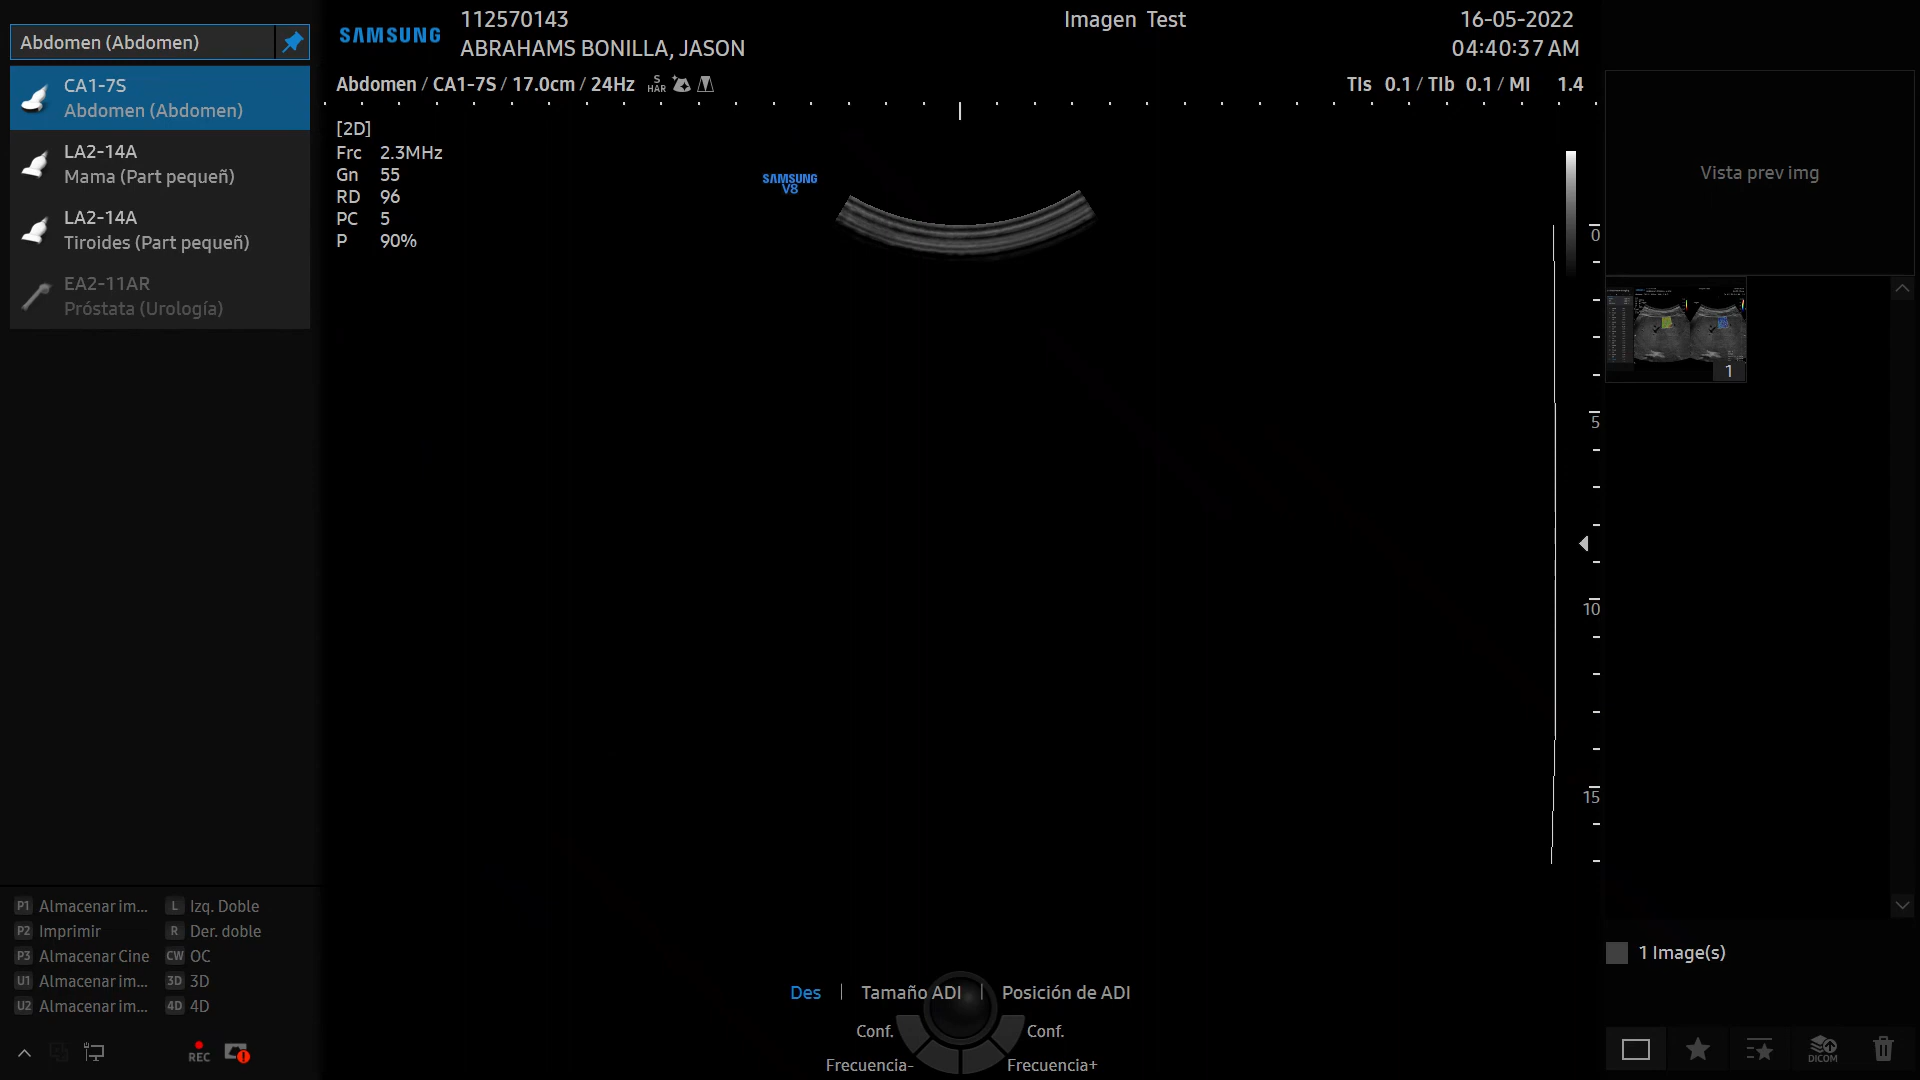 Abdomen (Abdomen)
CA1-7S
Abdomen (Abdomen)
LA2-14A
Mama (Part pequeñ)
LA2-14A
Tiroides (Part pequeñ)
EA2-11AR
Próstata (Urología)
SAMSUNG
112570143
ABRAHAMS BONILLA, JASON
Imagen Test
16-05-2022
04:40:37 AM
Abdomen / CA1-7S / 17.0cm / 24Hz
S
HAR
TIs 0.1 / TIb 0.1 / MI 1.4
[2D]
Frc 2.3MHz
Gn 55
RD 96
PC 5
P 90%
SAMSUNG
V8
0
5
10
15
Vista prev img
1
1 Image(s)
DICOM
P1 Almacenar im... L Izq. Doble
P2 Imprimir R Der. doble
P3 Almacenar Cine CW OC
U1 Almacenar im... 3D 3D
U2 Almacenar im... 4D 4D
REC
Des | Tamaño ADI | Posición de ADI
Conf. Conf.
Frecuencia- Frecuencia+